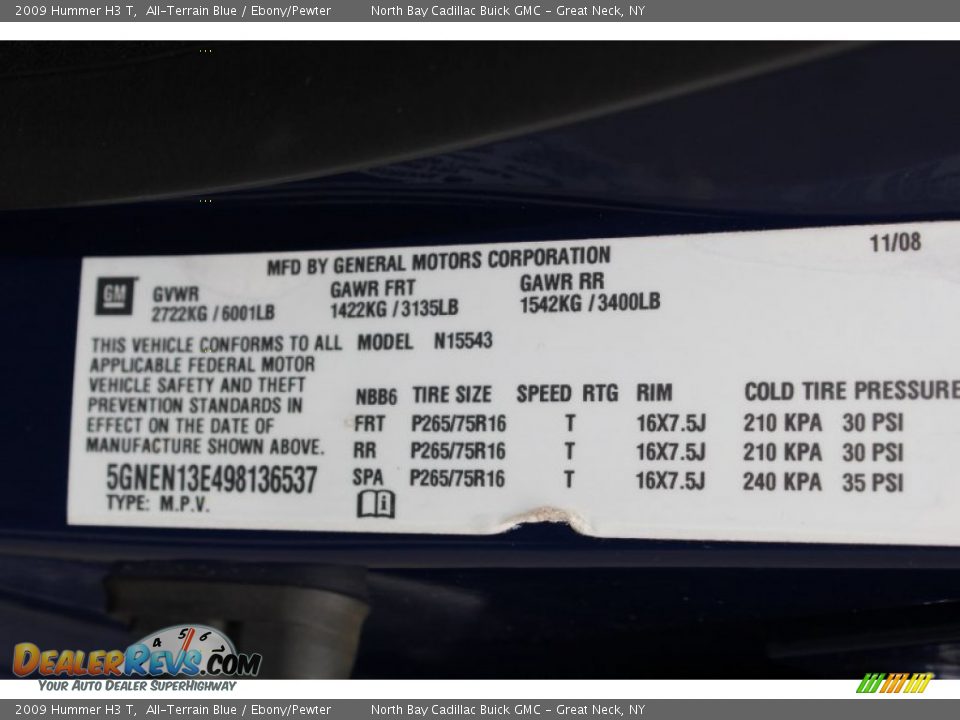 2009 Hummer H3 T,  All-Terrain Blue / Ebony/Pewter        North Bay Cadillac Buick GMC - Great Neck, NY
MFD BY GENERAL MOTORS CORPORATION        11/08
GM  GVWR        GAWR FRT        GAWR RR
2722KG / 6001LB        1422KG / 3135LB        1542KG / 3400LB
THIS VEHICLE CONFORMS TO ALL  MODEL  N15543
APPLICABLE FEDERAL MOTOR
VEHICLE SAFETY AND THEFT
PREVENTION STANDARDS IN
EFFECT ON THE DATE OF
MANUFACTURE SHOWN ABOVE.
5GNEN13E498136537
TYPE: M.P.V.
NBB6  TIRE SIZE  SPEED RTG  RIM  COLD TIRE PRESSURE
FRT  P265/75R16  T  16X7.5J  210 KPA  30 PSI
RR  P265/75R16  T  16X7.5J  210 KPA  30 PSI
SPA  P265/75R16  T  16X7.5J  240 KPA  35 PSI
4 5 6
DEALERREVS.COM
YOUR AUTO DEALER SUPERHIGHWAY
2009 Hummer H3 T,  All-Terrain Blue / Ebony/Pewter        North Bay Cadillac Buick GMC - Great Neck, NY